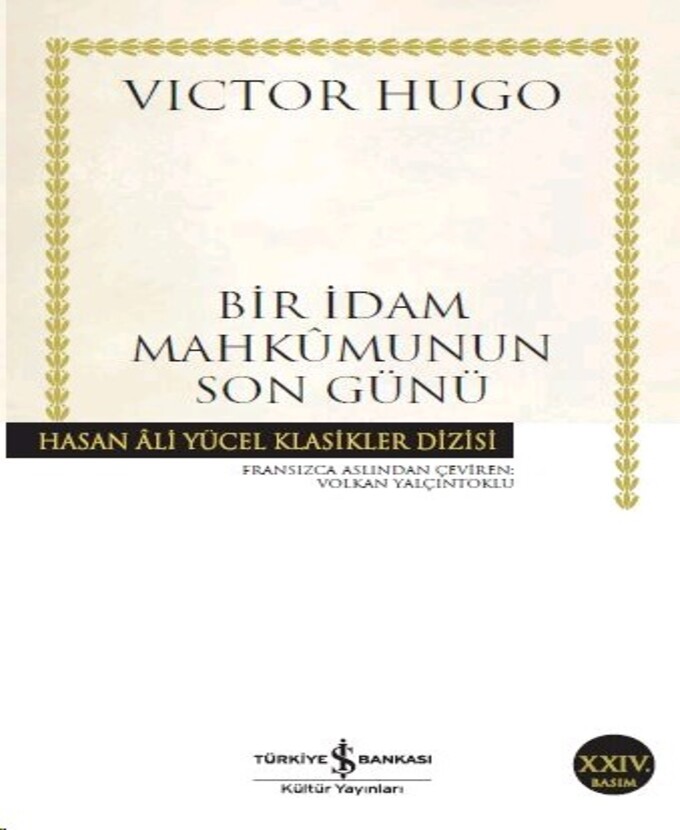 VICTOR HUGO
BİR İDAM
MAHKÛMUNUN
SON GÜNÜ
HASAN ÂLİ YÜCEL KLASİKLER DİZİSİ
FRANSIZCA ASLINDAN ÇEVİREN:
VOLKAN YALÇINTOKLU
TÜRKİYE İŞ BANKASI
Kültür Yayınları
XXIV.
BASIM